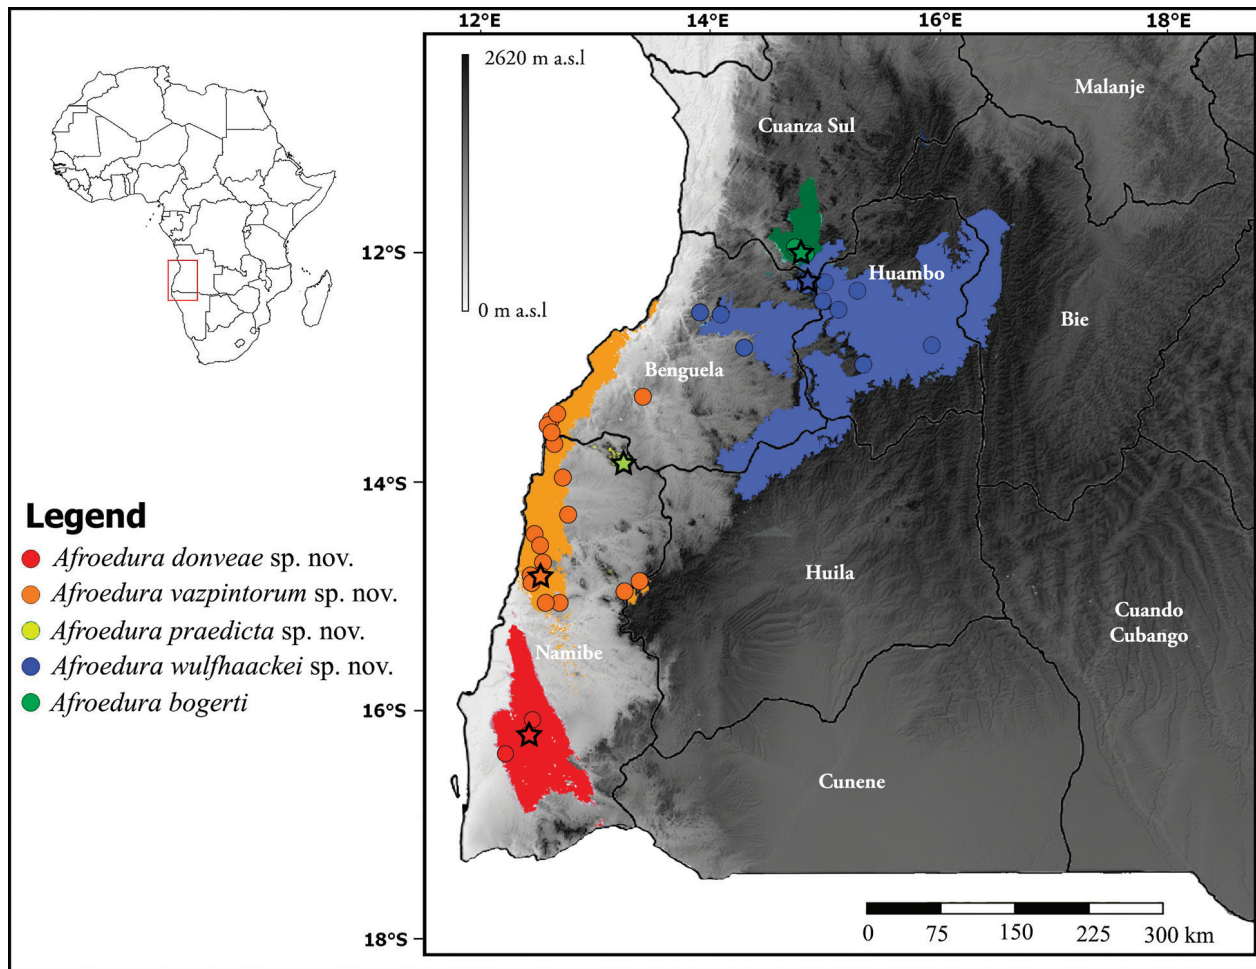 12°E 14°E 16°E 18°E
2620 m a.s.l
0 m a.s.l
Malanje
Cuanza Sul
12°S
Huambo
Bie
Benguela
14°S
Huila
Cuando
Cubango
Namibe
16°S
Cunene
18°S
Legend
Afroedura donveae sp. nov.
Afroedura vazpintorum sp. nov.
Afroedura praedicta sp. nov.
Afroedura wulfhaackei sp. nov.
Afroedura bogerti
0 75 150 225 300 km